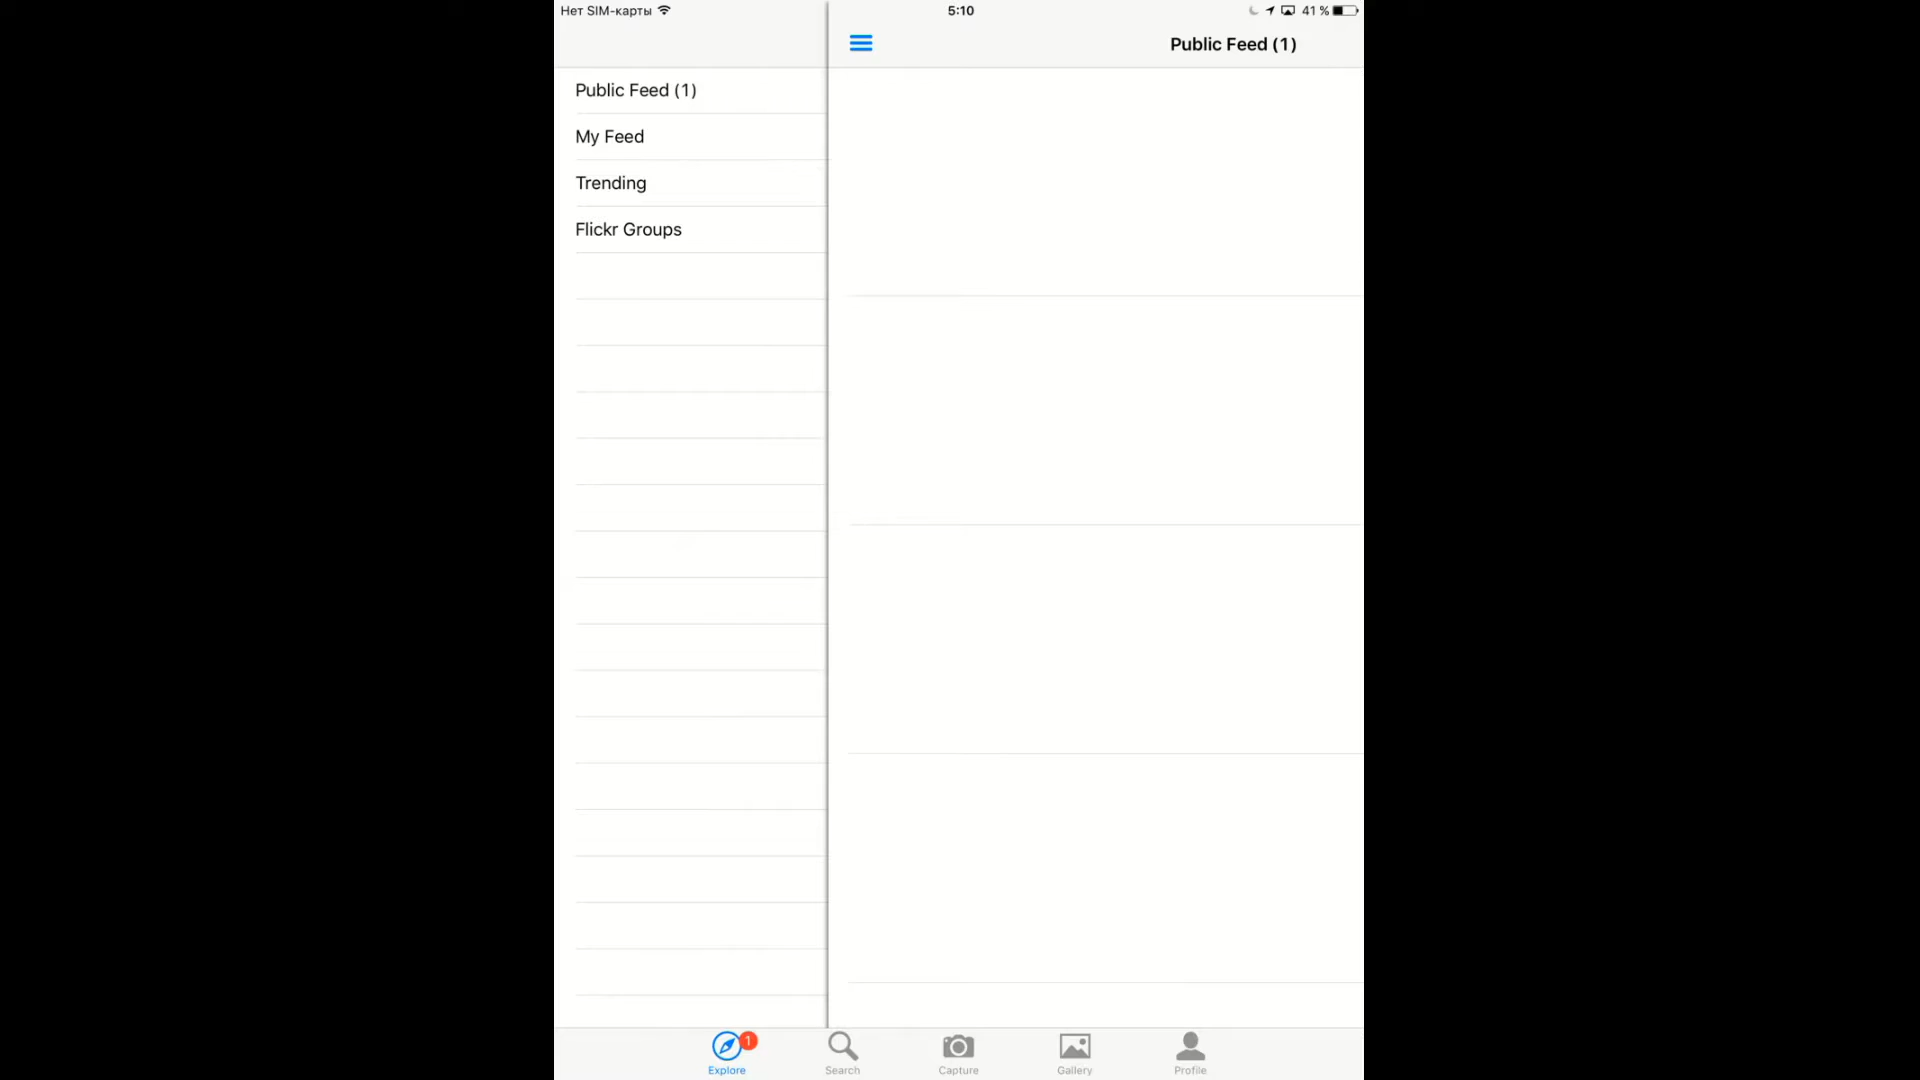 Нет SIM-карты 5:10 41 %
Public Feed (1)
Public Feed (1)
My Feed
Trending
Flickr Groups
1
Explore Search Capture Gallery Profile